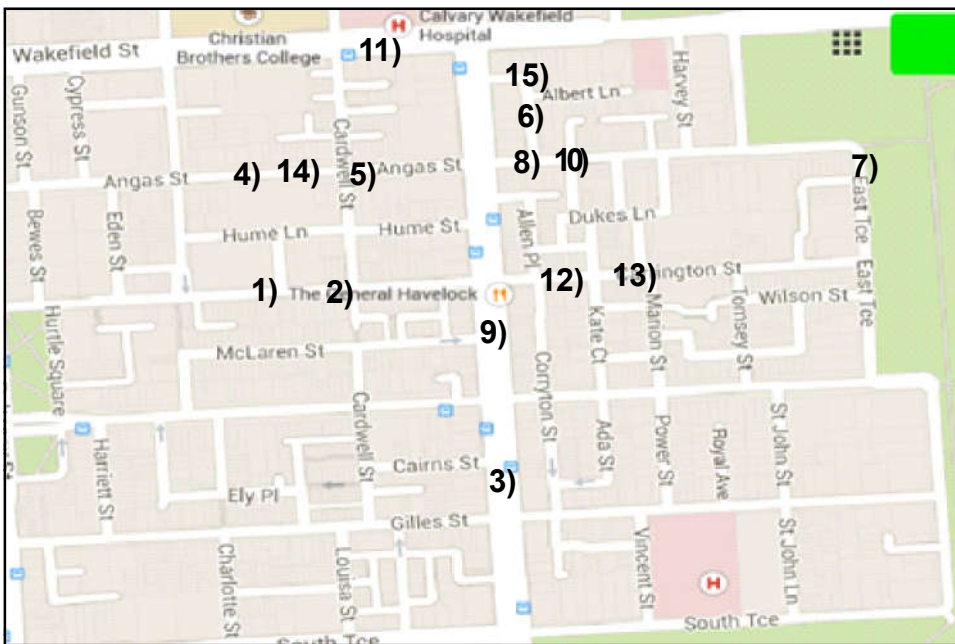 Calvary Wakefield
Hospital
H
Christian
Brothers College
Wakefield St
11)
15)
Albert Ln
Harvey St
Gunson St
Cypress St
6)
Cardwell St
Angas St
4)
14)
5)
Angas St
8)
10)
7)
East Tce
Bewes St
Eden St
Hume Ln
Hume St
Allen Pl
Dukes Ln
East Tce
1)
2)
The General Havelock
12)
13)
Carrington St
Wilson St
Hurtle Square
9)
Kate Ct
Marion St
Tomsey St
McLaren St
Corryton St
Cardwell St
Harriett St
Ada St
Power St
Royal Ave
St John St
Cairns St
3)
Ely Pl
Gilles St
Charlotte St
Louisa St
Vincent St
H
St John Ln
South Tce
South Tce